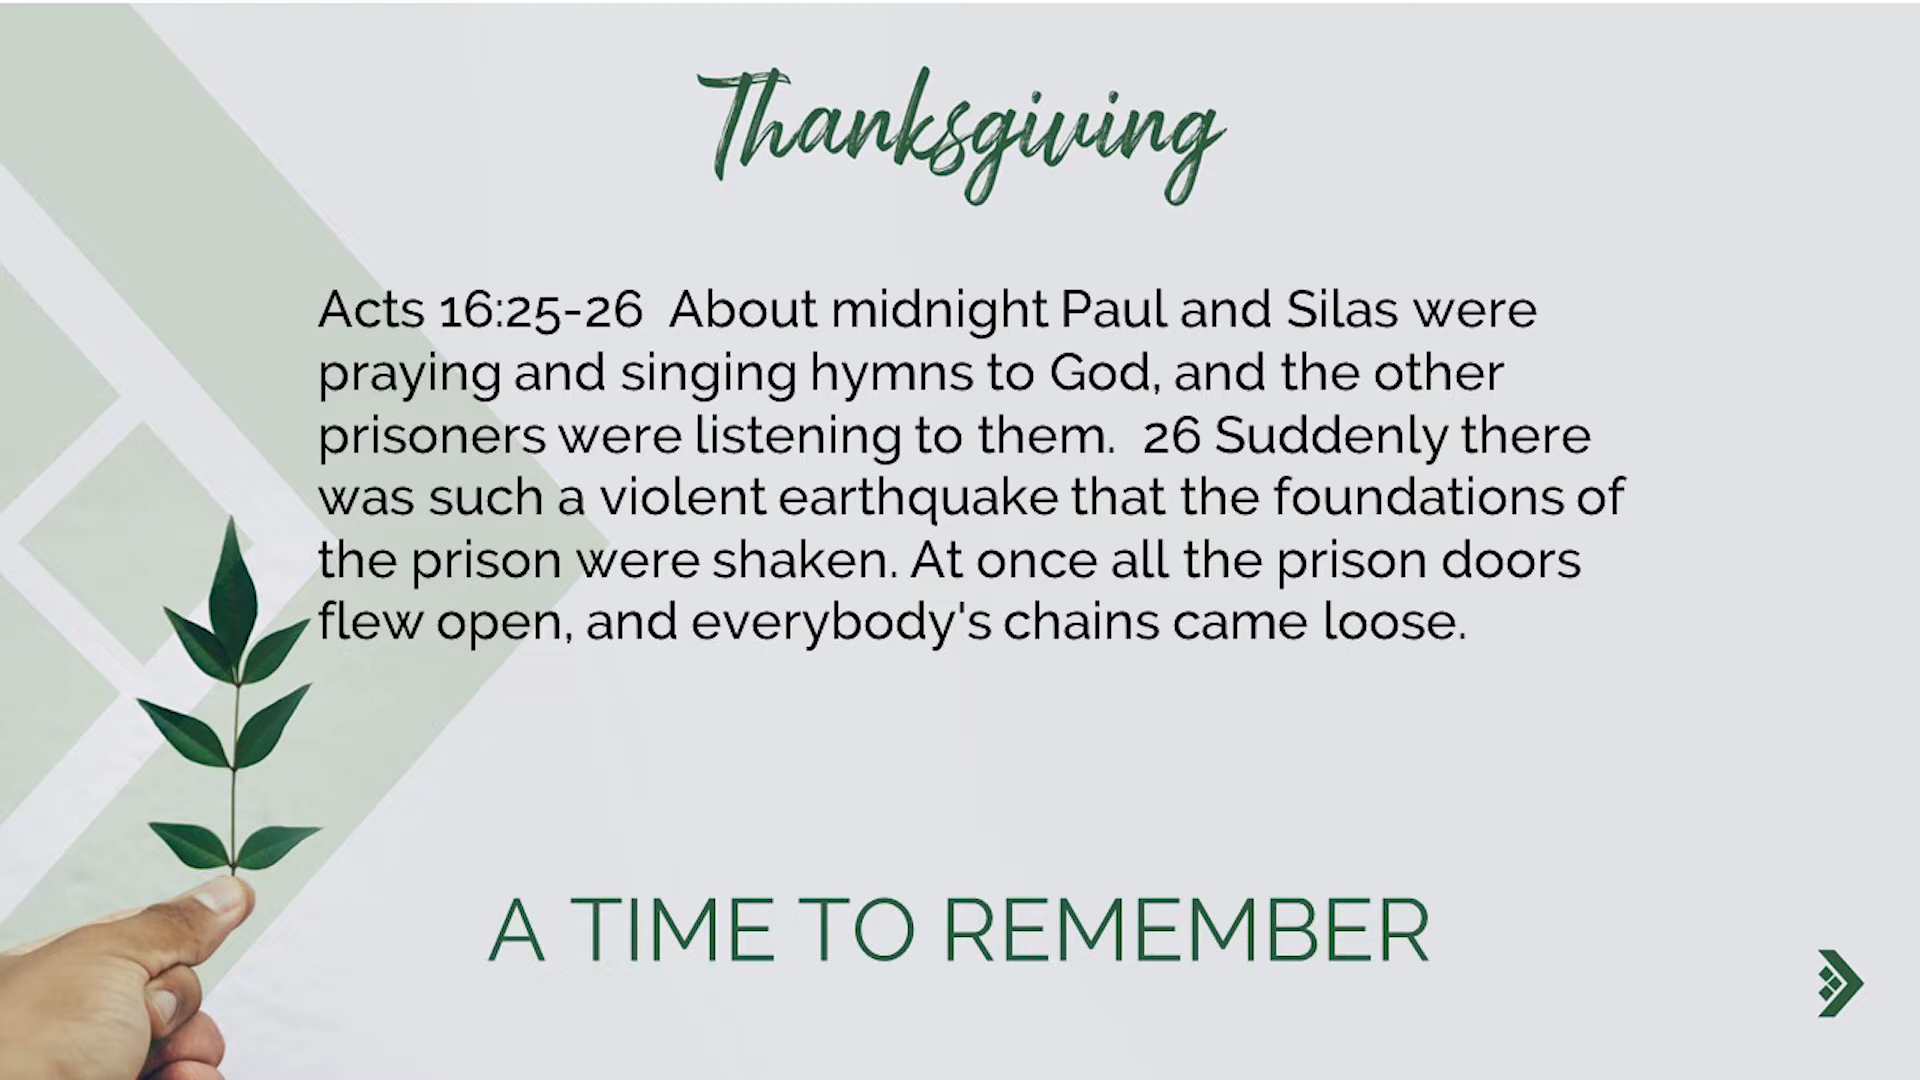 Thanksgiving
Acts 16:25-26  About midnight Paul and Silas were
praying and singing hymns to God, and the other
prisoners were listening to them.  26 Suddenly there
was such a violent earthquake that the foundations of
the prison were shaken. At once all the prison doors
flew open, and everybody's chains came loose.
A TIME TO REMEMBER